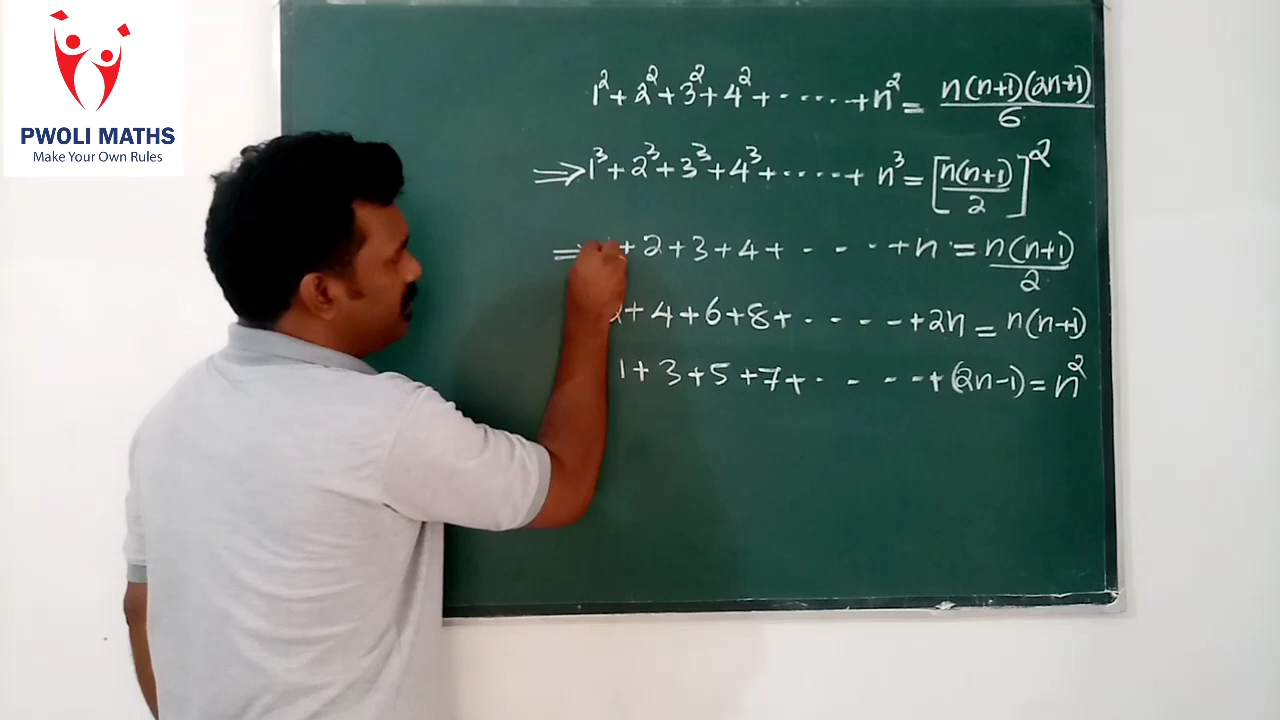 PWOLI MATHS
Make Your Own Rules
1² + 2² + 3² + 4² + ...... + n² = n(n+1)(2n+1)/6
⇒ 1³ + 2³ + 3³ + 4³ + ...... + n³ = [n(n+1)/2]²
⇒ + 2 + 3 + 4 + - - - - + n = n(n+1)/2
2 + 4 + 6 + 8 + - - - - - + 2n = n(n+1)
1 + 3 + 5 + 7 + - - - - - + (2n-1) = n²